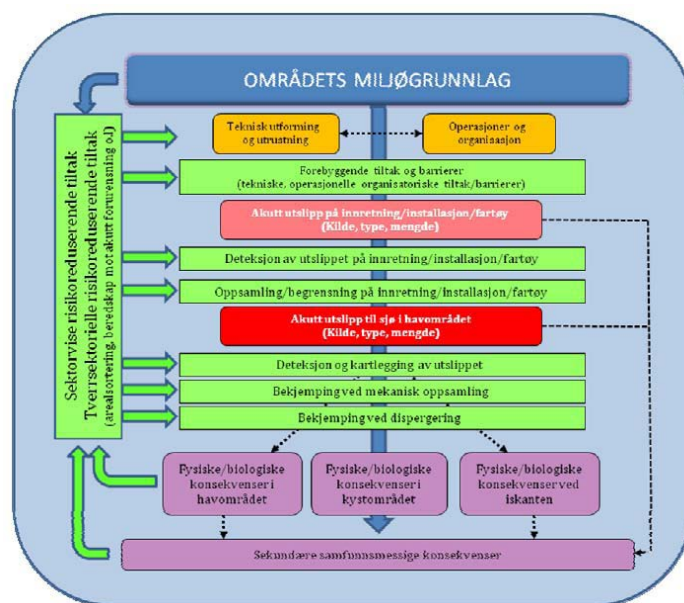 OMRÅDETS MILJØGRUNNLAG
Sektorvise risikoreduserende tiltak
Tverrsektorielle risikoreduserende tiltak
(arealsortering, beredskap mot akutt forurensning o.l)
Teknisk utforming
og utrustning
Operasjoner og
organisasjon
Forebyggende tiltak og barrierer
(tekniske, operasjonelle organisatoriske tiltak/barrierer)
Akutt utslipp på innretning/installasjon/fartøy
(Kilde, type, mengde)
Deteksjon av utslippet på innretning/installasjon/fartøy
Oppsamling/begrensning på innretning/installasjon/fartøy
Akutt utslipp til sjø i havområdet
(Kilde, type, mengde)
Deteksjon og kartlegging av utslippet
Bekjemping ved mekanisk oppsamling
Bekjemping ved dispergering
Fysiske/biologiske
konsekvenser i
havområdet
Fysiske/biologiske
konsekvenser i
kystområdet
Fysiske/biologiske
konsekvenser ved
iskanten
Sekundære samfunnsmessige konsekvenser